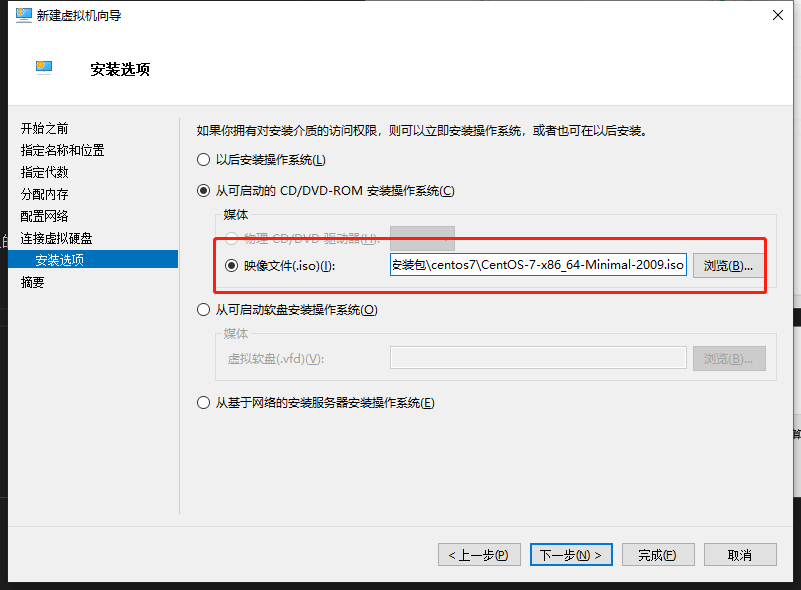 新建虚拟机向导
安装选项
开始之前
指定名称和位置
指定代数
分配内存
配置网络
连接虚拟硬盘
安装选项
摘要
如果你拥有对安装介质的访问权限，则可以立即安装操作系统，或者也可在以后安装。
以后安装操作系统(L)
从可启动的 CD/DVD-ROM 安装操作系统(C)
媒体
物理 CD/DVD 驱动器(H):
映像文件(.iso)(I):
安装包\centos7\CentOS-7-x86_64-Minimal-2009.iso
浏览(B)...
从可启动软盘安装操作系统(O)
媒体
虚拟软盘(.vfd)(V):
浏览(B)...
从基于网络的安装服务器安装操作系统(E)
< 上一步(P)
下一步(N) >
完成(F)
取消